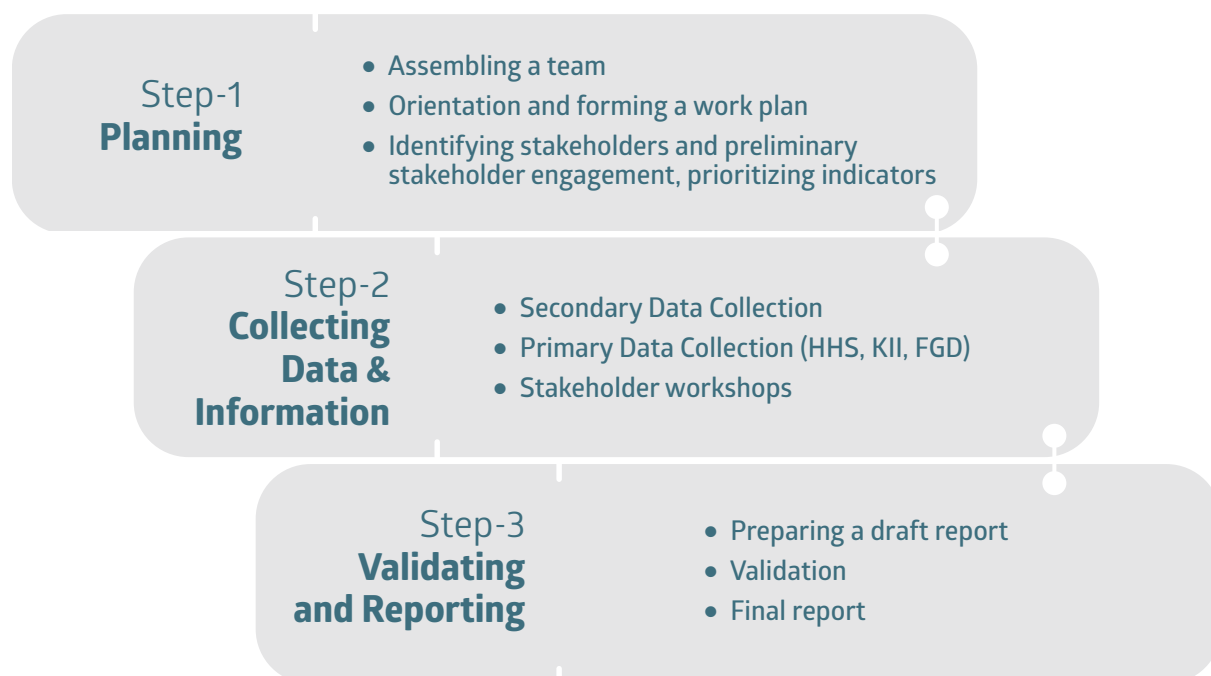 Step-1
Planning
• Assembling a team
• Orientation and forming a work plan
• Identifying stakeholders and preliminary
stakeholder engagement, prioritizing indicators
Step-2
Collecting
Data &
Information
• Secondary Data Collection
• Primary Data Collection (HHS, KII, FGD)
• Stakeholder workshops
Step-3
Validating
and Reporting
• Preparing a draft report
• Validation
• Final report